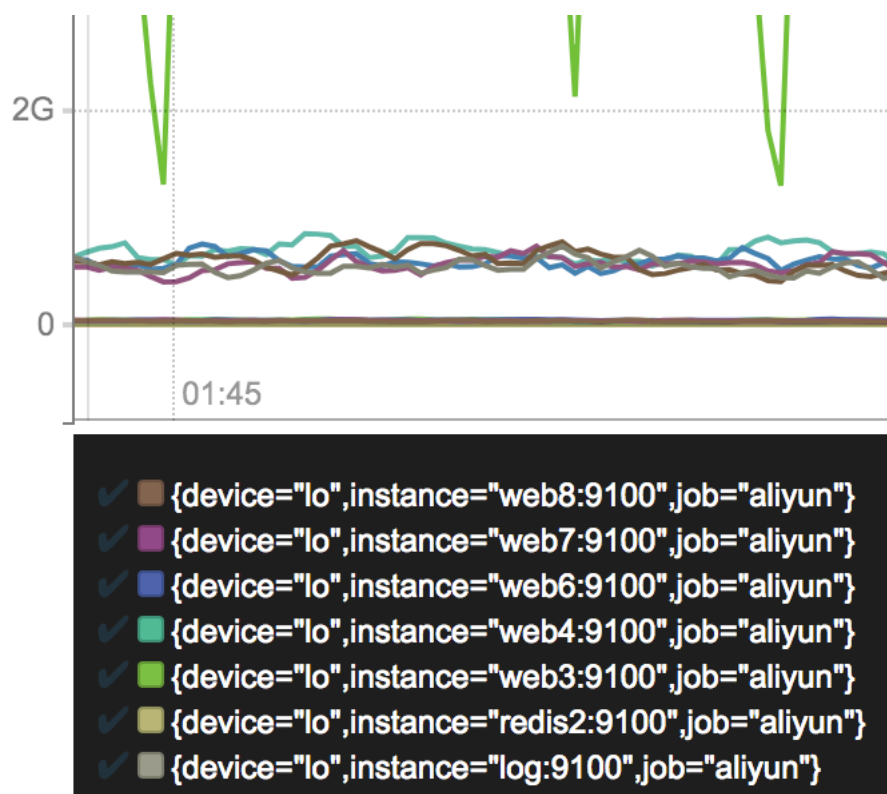 2G
0
01:45
{device="lo",instance="web8:9100",job="aliyun"}
{device="lo",instance="web7:9100",job="aliyun"}
{device="lo",instance="web6:9100",job="aliyun"}
{device="lo",instance="web4:9100",job="aliyun"}
{device="lo",instance="web3:9100",job="aliyun"}
{device="lo",instance="redis2:9100",job="aliyun"}
{device="lo",instance="log:9100",job="aliyun"}